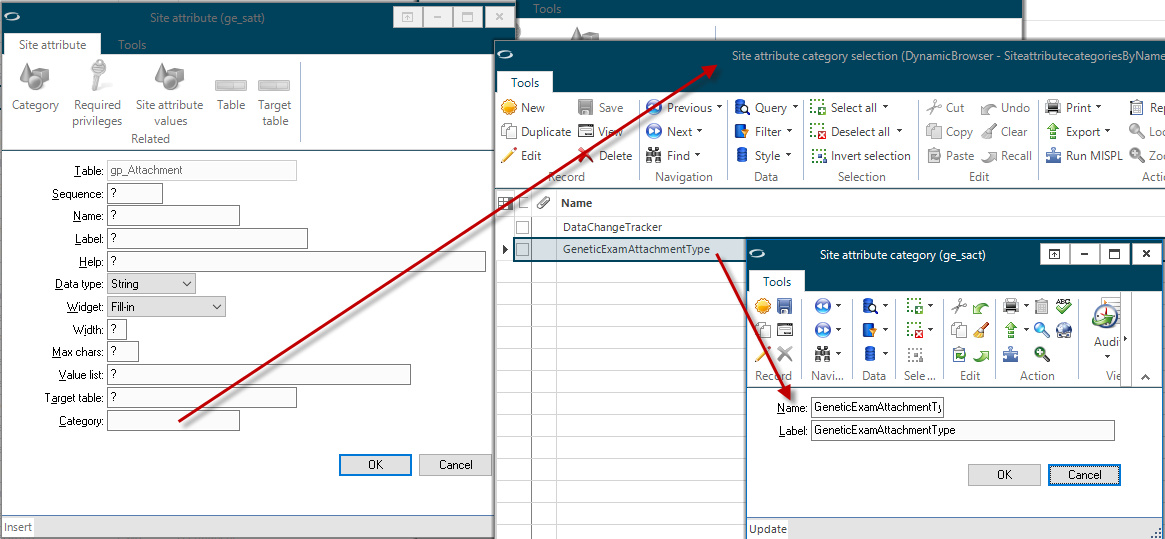 Site attribute (ge_satt)
Site attribute
Tools
Category
Required privileges
Site attribute values
Table
Target table
Related
Table:
gp_Attachment
Sequence:
?
Name:
?
Label:
?
Help:
?
Data type:
String
Widget:
Fill-in
Width:
?
Max chars:
?
Value list:
?
Target table:
?
Category:
OK
Cancel
Insert
Tools
Site attribute category selection (DynamicBrowser - SiteattributecategoriesByName
Tools
New
Save
Duplicate
View
Edit
Delete
Record
Previous
Next
Find
Navigation
Query
Filter
Style
Data
Select all
Deselect all
Invert selection
Selection
Cut
Undo
Copy
Clear
Paste
Recall
Edit
Print
Export
Run MISPL
Rep
Loc
Zoo
Actio
Name
DataChangeTracker
GeneticExamAttachmentType
Site attribute category (ge_sact)
Tools
Record
Navi...
Data
Sele...
Edit
Action
ABC
Audi
Vie
Name:
GeneticExamAttachmentTy
Label:
GeneticExamAttachmentType
OK
Cancel
Update